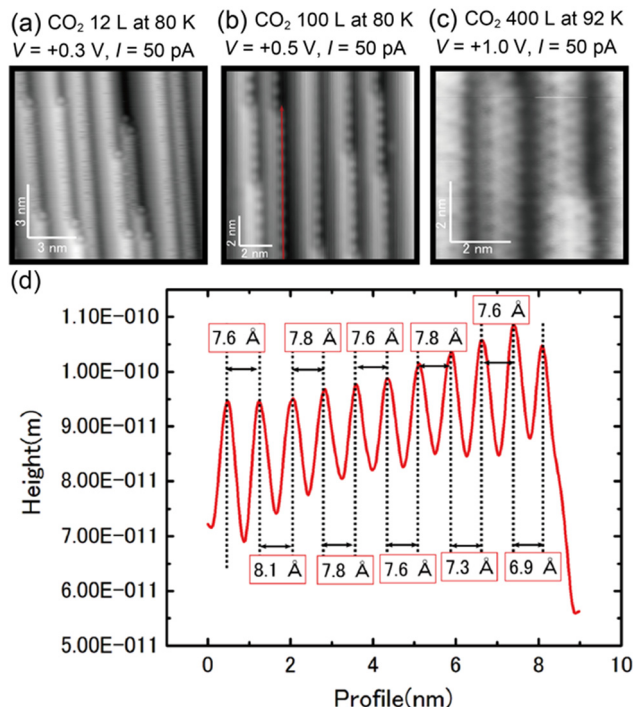 (a) CO2 12 L at 80 K
V = +0.3 V, I = 50 pA
(b) CO2 100 L at 80 K
V = +0.5 V, I = 50 pA
(c) CO2 400 L at 92 K
V = +1.0 V, I = 50 pA
3 nm
3 nm
2 nm
2 nm
2 nm
(d)
1.10E−010
1.00E−010
9.00E−011
8.00E−011
7.00E−011
6.00E−011
5.00E−011
Height(m)
7.6 Å
7.8 Å
7.6 Å
7.8 Å
7.6 Å
8.1 Å
7.8 Å
7.6 Å
7.3 Å
6.9 Å
0 2 4 6 8 10
Profile(nm)